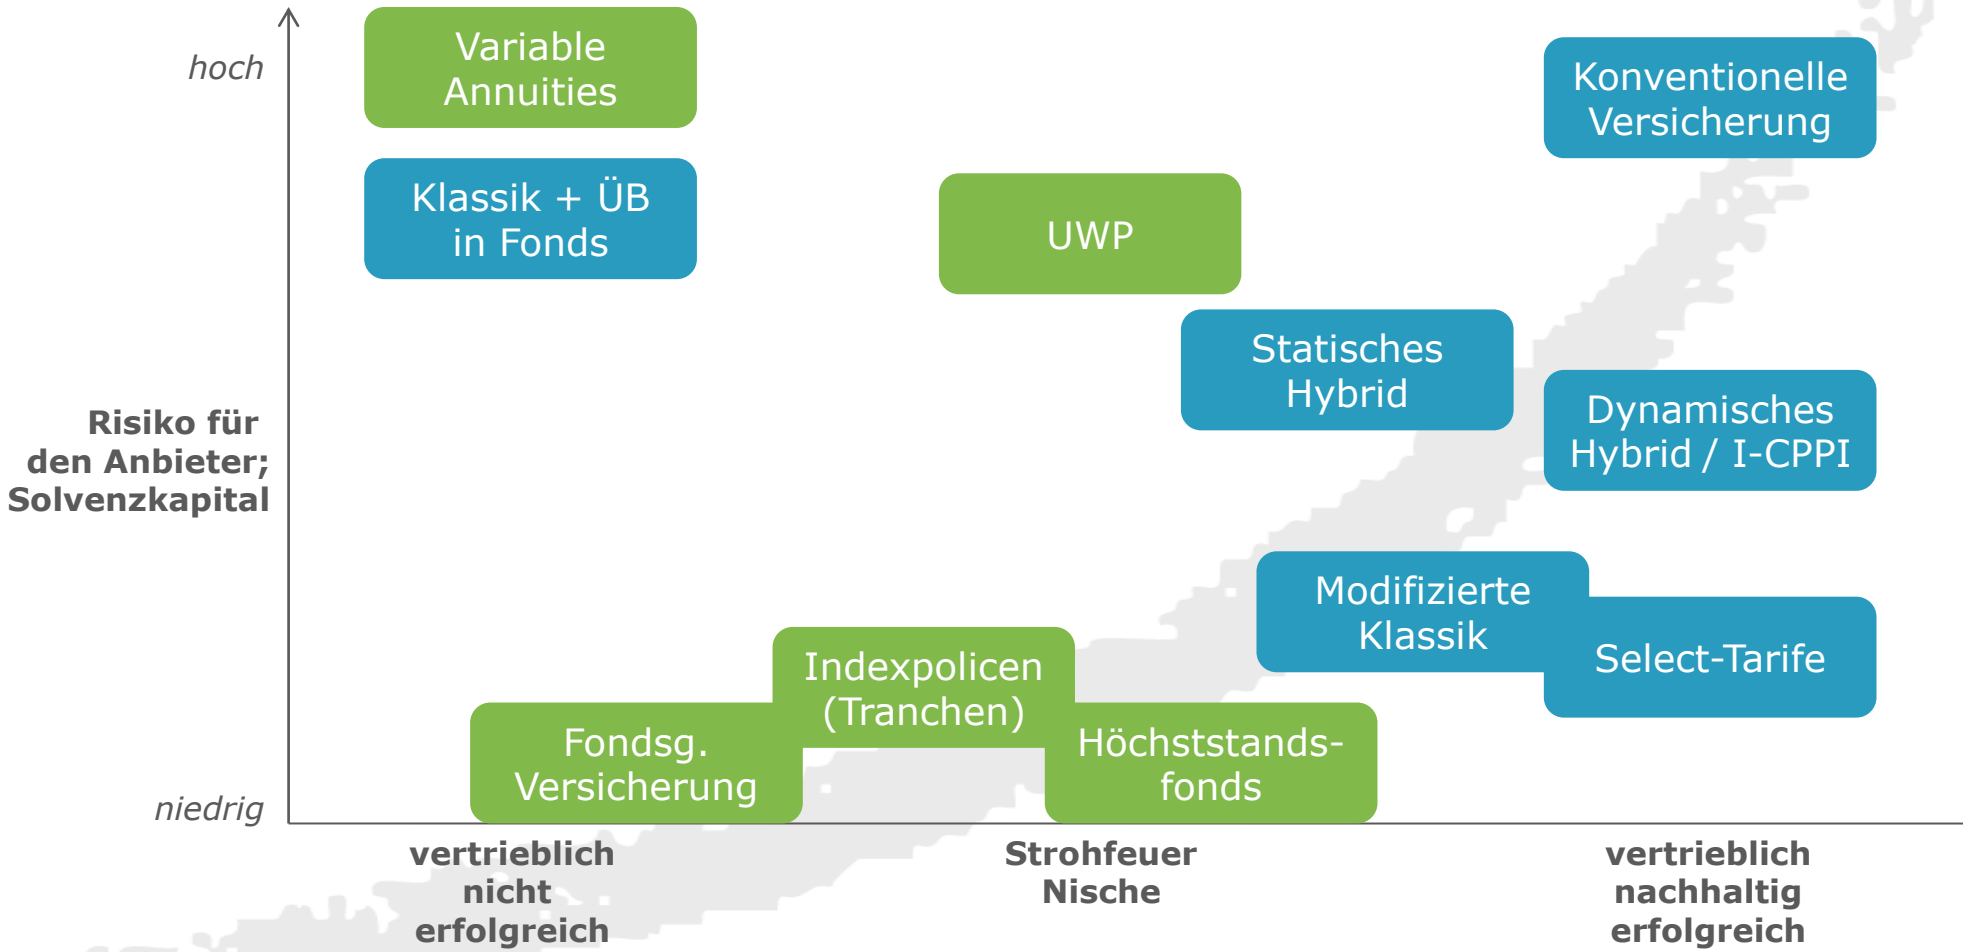 hoch
Variable
Annuities
Konventionelle
Versicherung
Klassik + ÜB
in Fonds
UWP
Statisches
Hybrid
Dynamisches
Hybrid / I-CPPI
Risiko für
den Anbieter;
Solvenzkapital
Modifizierte
Klassik
Select-Tarife
Indexpolicen
(Tranchen)
Fondsg.
Versicherung
Höchststands-
fonds
niedrig
vertrieblich
nicht
erfolgreich
Strohfeuer
Nische
vertrieblich
nachhaltig
erfolgreich